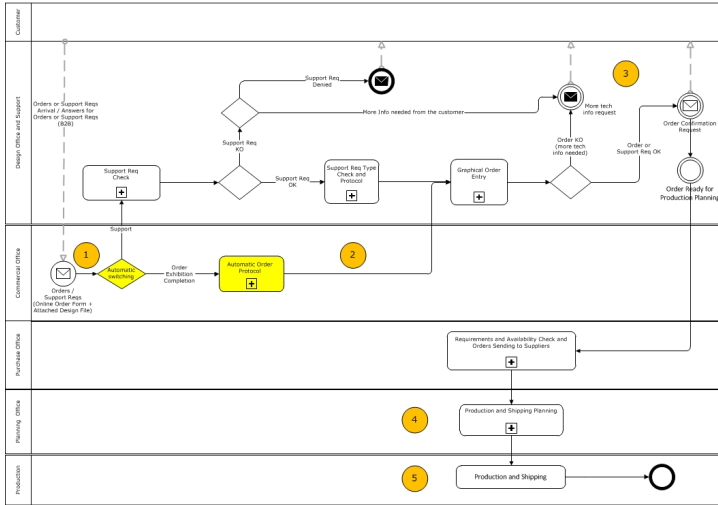 Customer
Design Office and Support
Orders or Support Reqs
Arrival / Answers for
Orders or Support Reqs
(B2B)
Support Req
Denied
More Info needed from the customer
More tech
info request
3
Order Confirmation
Request
Support Req
KO
Order KO
(more tech
info needed)
Order or
Support Req OK
Support Req
Check
Support Req
OK
Support Req Type
Check and
Protocol
Graphical Order
Entry
Order Ready for
Production Planning
Commercial Office
Support
1
Automatic
switching
Order
Exhibition
Completion
Automatic Order
Protocol
2
Orders /
Support Reqs
(Online Order Form +
Attached Design File)
Purchase Office
Requirements and Availability Check and
Orders Sending to Suppliers
Planning Office
4
Production and Shipping Planning
Production
5
Production and Shipping